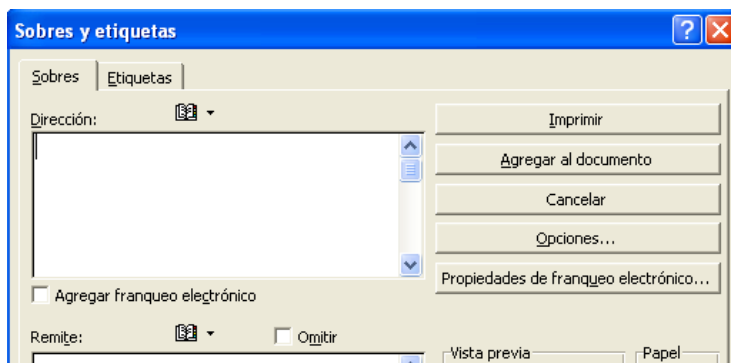 Sobres y etiquetas
Sobres
Etiquetas
Dirección:
Imprimir
Agregar al documento
Cancelar
Opciones...
Propiedades de franqueo electrónico...
Agregar franqueo electrónico
Remite:
Omitir
Vista previa
Papel